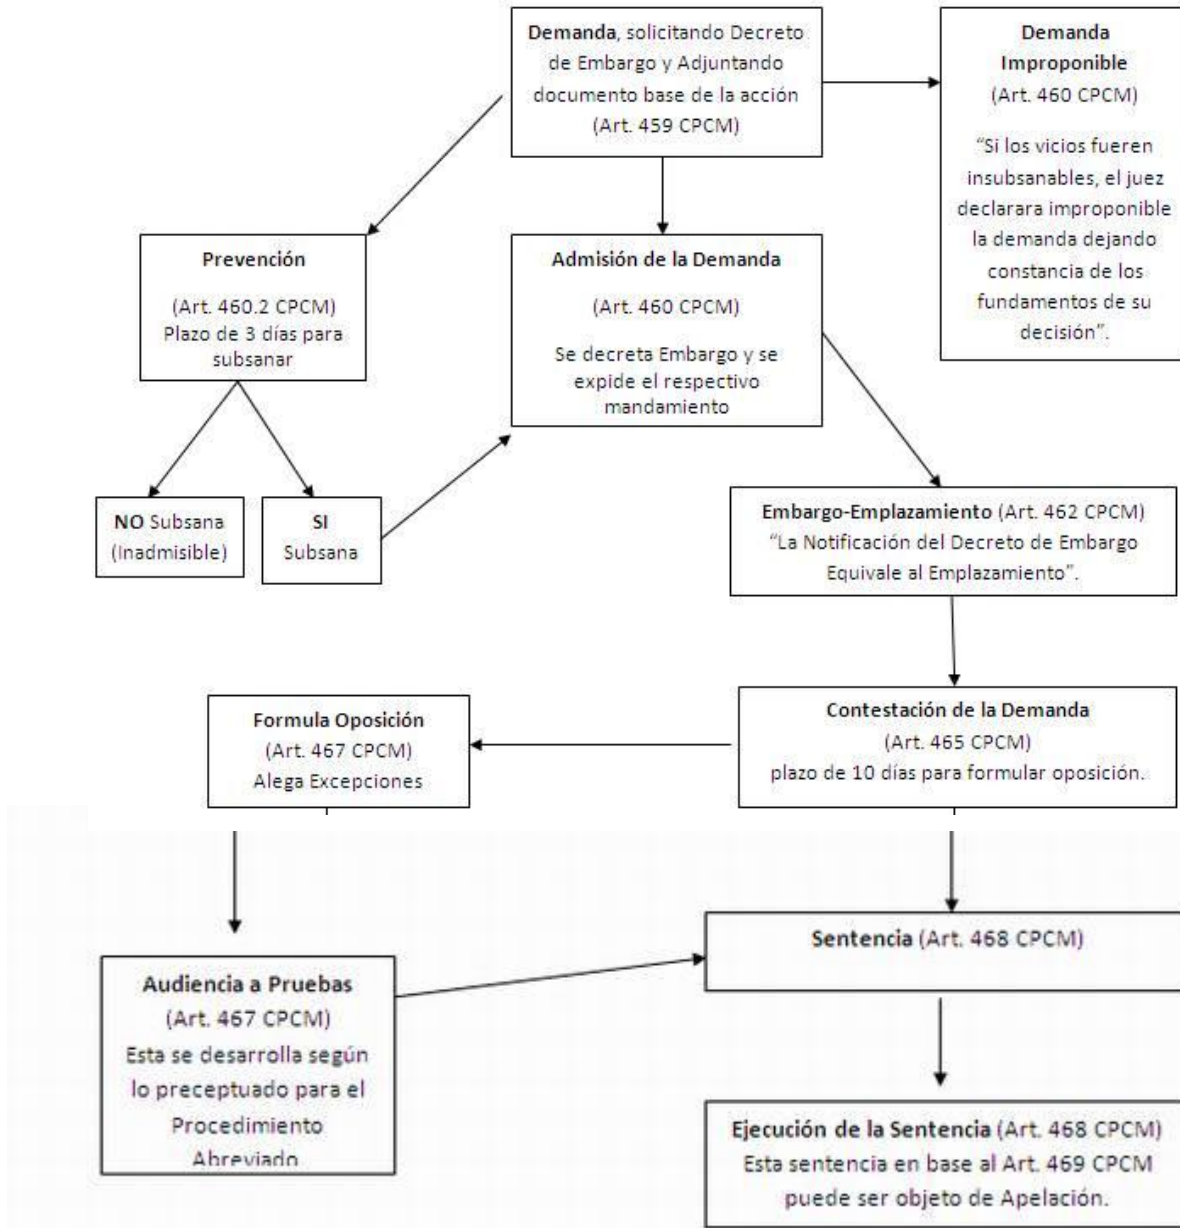 Demanda, solicitando Decreto
de Embargo y Adjuntando
documento base de la acción
(Art. 459 CPCM)
Demanda
Improponible
(Art. 460 CPCM)
“Si los vicios fueren
insubsanables, el juez
declarara improponible
la demanda dejando
constancia de los
fundamentos de su
decisión”.
Prevención
(Art. 460.2 CPCM)
Plazo de 3 días para
subsanar
Admisión de la Demanda
(Art. 460 CPCM)
Se decreta Embargo y se
expide el respectivo
mandamiento
NO Subsana
(Inadmisible)
SI
Subsana
Embargo-Emplazamiento (Art. 462 CPCM)
“La Notificación del Decreto de Embargo
Equivale al Emplazamiento”.
Formula Oposición
(Art. 467 CPCM)
Alega Excepciones
Contestación de la Demanda
(Art. 465 CPCM)
plazo de 10 días para formular oposición.
Audiencia a Pruebas
(Art. 467 CPCM)
Esta se desarrolla según
lo preceptuado para el
Procedimiento
Abreviado
Sentencia (Art. 468 CPCM)
Ejecución de la Sentencia (Art. 468 CPCM)
Esta sentencia en base al Art. 469 CPCM
puede ser objeto de Apelación.